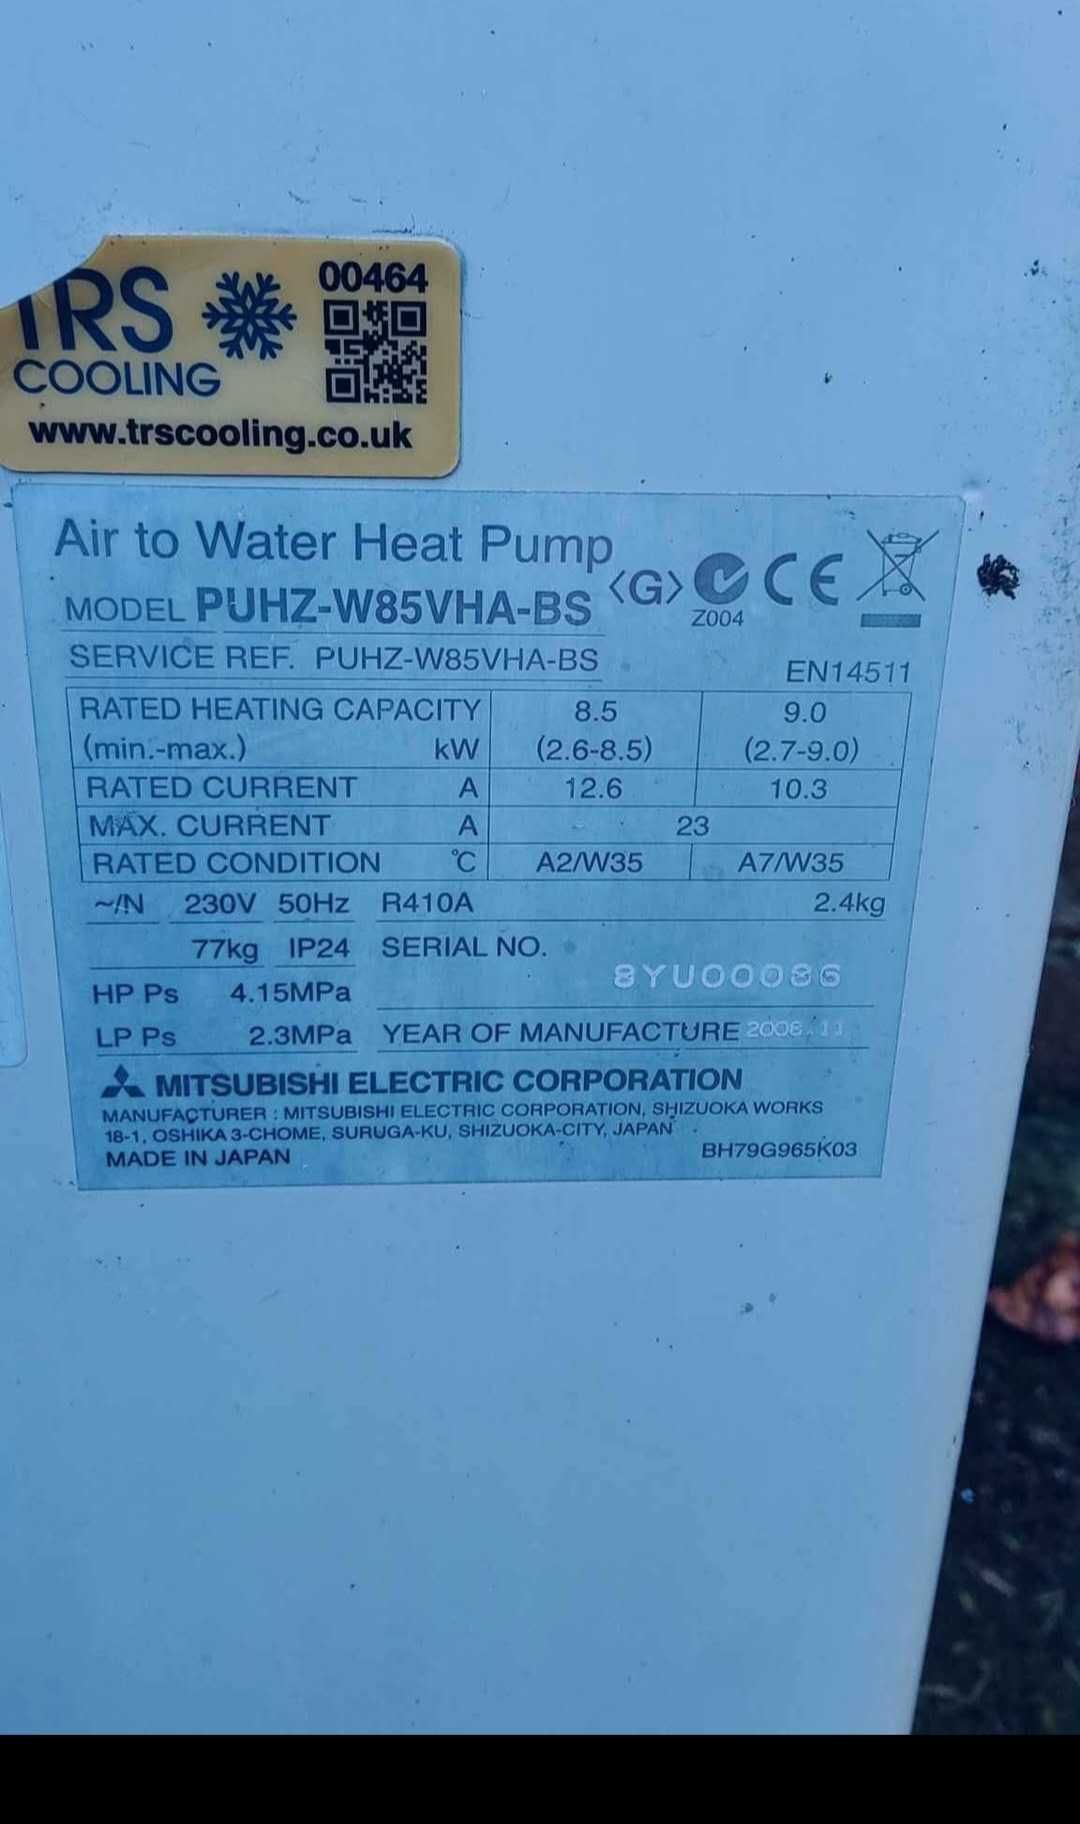 TRS
COOLING
00464
www.trscooling.co.uk
Air to Water Heat Pump
MODEL PUHZ-W85VHA-BS <G> CE
Z004
SERVICE REF. PUHZ-W85VHA-BS
EN14511
RATED HEATING CAPACITY 8.5 9.0
(min.-max.) kW (2.6-8.5) (2.7-9.0)
RATED CURRENT A 12.6 10.3
MAX. CURRENT A 23
RATED CONDITION °C A2/W35 A7/W35
~/N 230V 50Hz R410A 2.4kg
77kg IP24 SERIAL NO.
8YU00086
HP Ps 4.15MPa
LP Ps 2.3MPa YEAR OF MANUFACTURE
MITSUBISHI ELECTRIC CORPORATION
MANUFACTURER : MITSUBISHI ELECTRIC CORPORATION, SHIZUOKA WORKS
18-1, OSHIKA 3-CHOME, SURUGA-KU, SHIZUOKA-CITY, JAPAN
MADE IN JAPAN
BH79G965K03